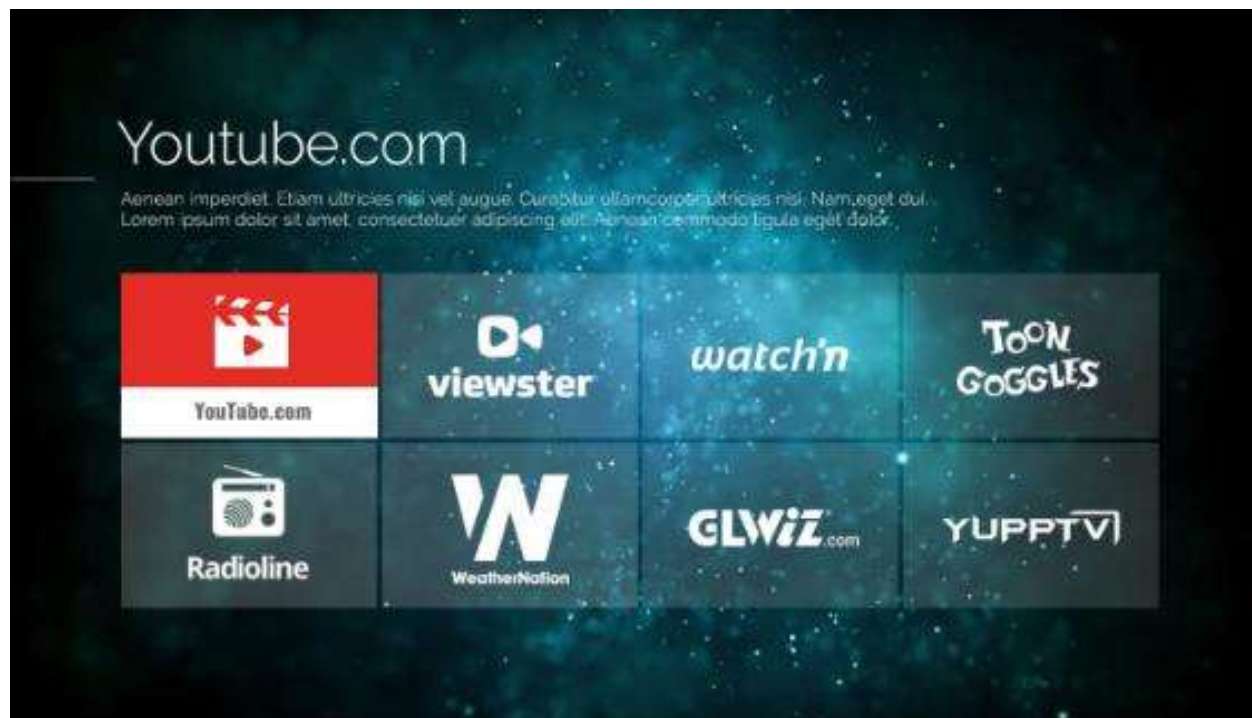 Youtube.com
Aenean imperdiet. Etiam ultricies nisi vel augue. Curabitur ullamcorper ultricies nisi. Nam eget dui.
Lorem ipsum dolor sit amet, consectetuer adipiscing elit. Aenean commodo ligula eget dolor.
YouTube.com
viewster
watch'n
TOON
GOGGLES
Radioline
W
WeatherNation
GLWiZ.com
YUPPTV